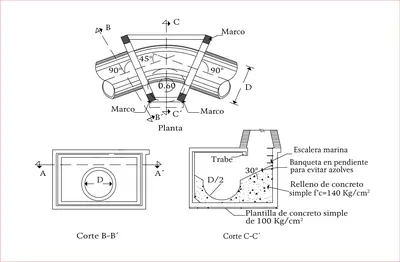 C
B
Marco
45°
90°
90°
0.60
D
Marco
B´
C´
Marco
Planta
A
D
A´
Corte B-B´
Trabe
Escalera marina
Banqueta en pendiente
para evitar azolves
30°
D/2
Relleno de concreto
simple f'c=140 Kg/cm²
Plantilla de concreto simple
de 100 Kg/cm²
Corte C-C´